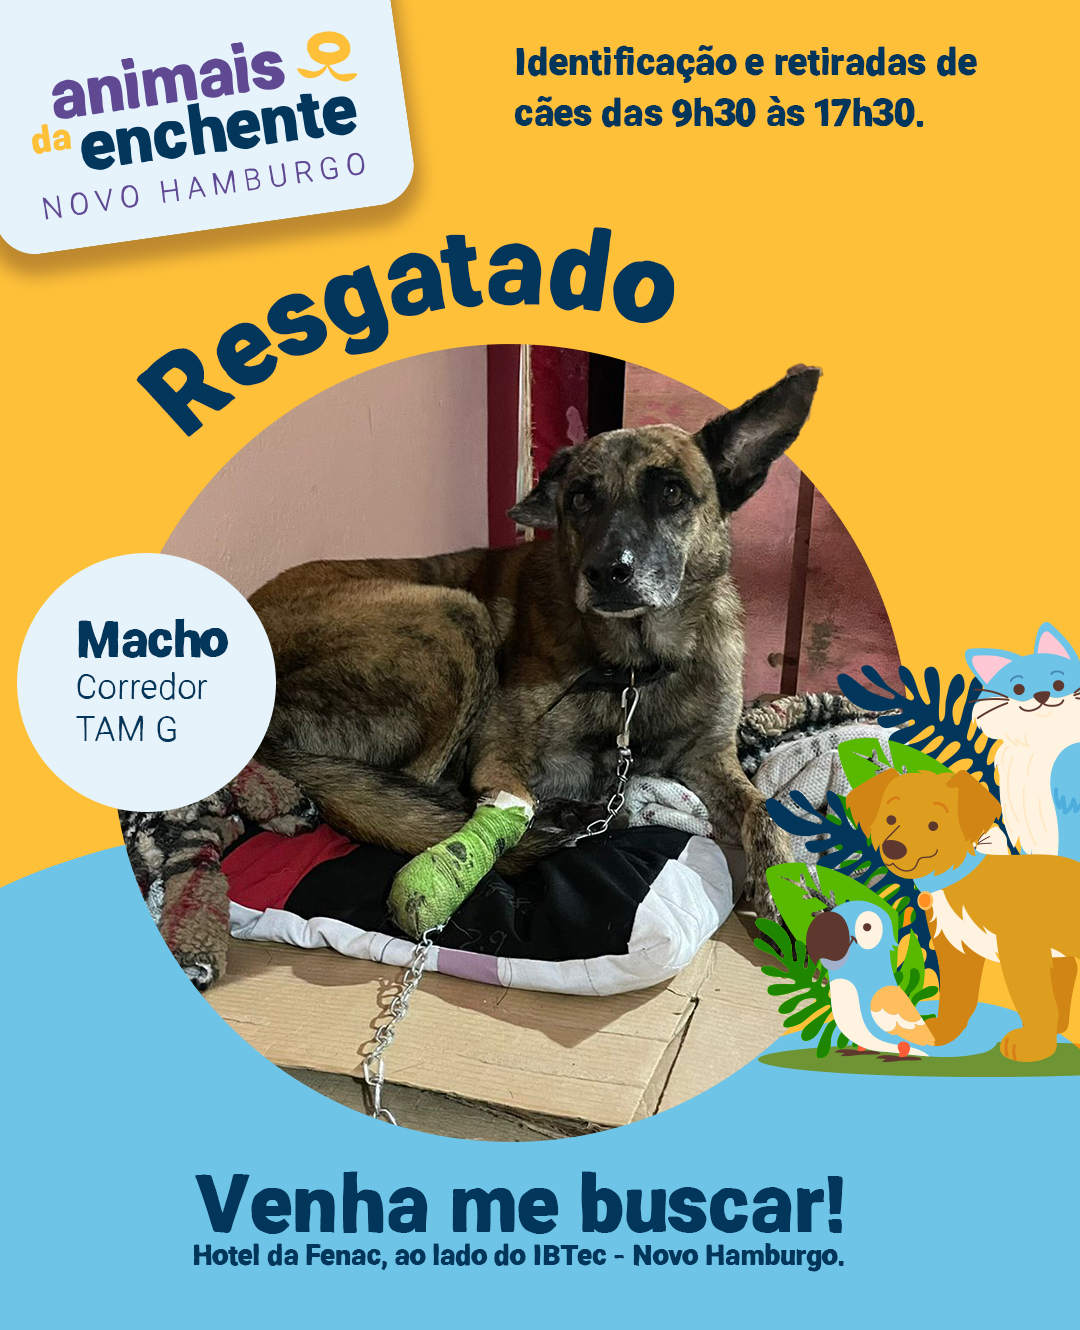 animais
da enchente
NOVO HAMBURGO
Identificação e retiradas de
cães das 9h30 às 17h30.
Resgatado
Macho
Corredor
TAM G
Venha me buscar!
Hotel da Fenac, ao lado do IBTec - Novo Hamburgo.